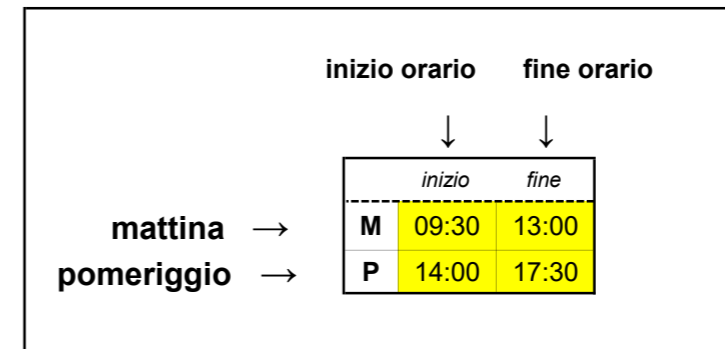 inizio orario fine orario
↓ ↓
inizio fine
mattina → M 09:30 13:00
pomeriggio → P 14:00 17:30